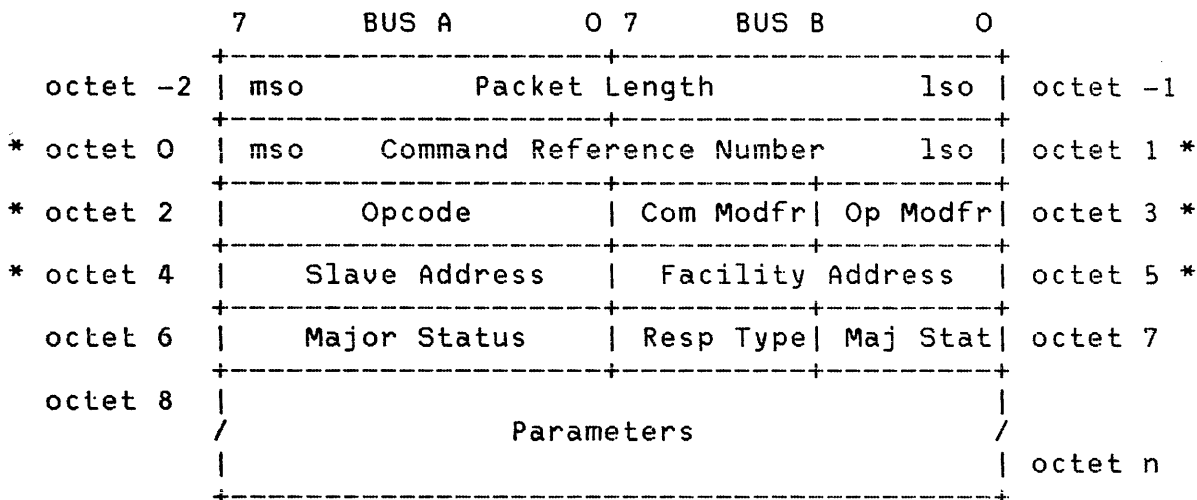 7 BUS A 0 7 BUS B 0
octet -2 | mso Packet Length lso | octet -1
* octet 0 | mso Command Reference Number lso | octet 1 *
* octet 2 | Opcode | Com Modfr| Op Modfr| octet 3 *
* octet 4 | Slave Address | Facility Address | octet 5 *
octet 6 | Major Status | Resp Type| Maj Stat| octet 7
octet 8 | |
/ Parameters /
| | octet n